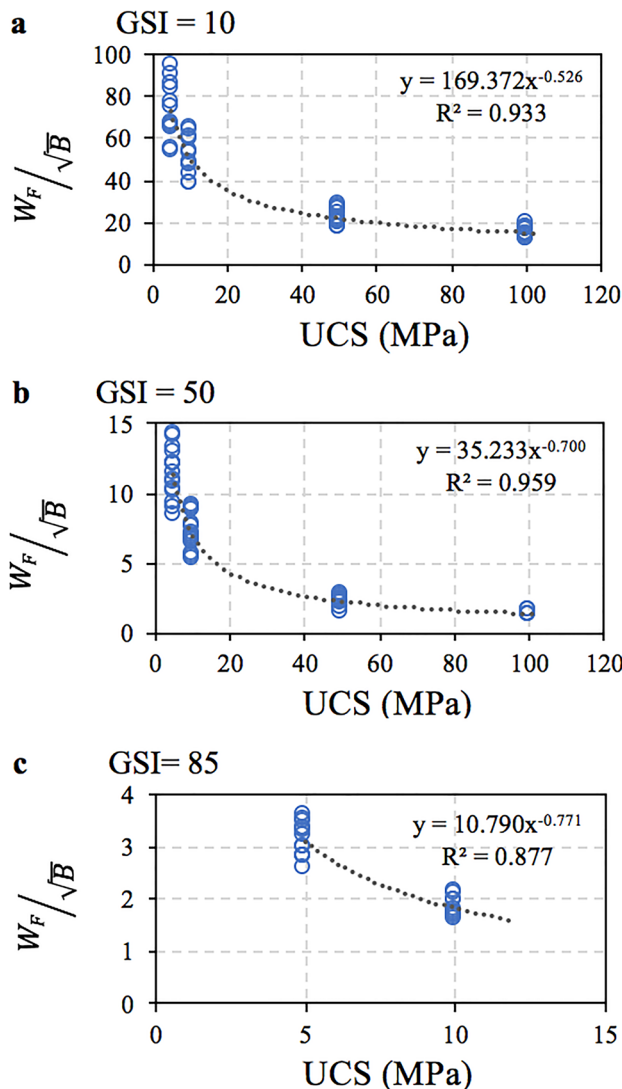 a GSI = 10
100
80
60
40
20
0
W_F/√B
y = 169.372x^-0.526
R² = 0.933
0 20 40 60 80 100 120
UCS (MPa)
b GSI = 50
15
10
5
0
W_F/√B
y = 35.233x^-0.700
R² = 0.959
0 20 40 60 80 100 120
UCS (MPa)
c GSI= 85
4
3
2
1
0
W_F/√B
y = 10.790x^-0.771
R² = 0.877
0 5 10 15
UCS (MPa)